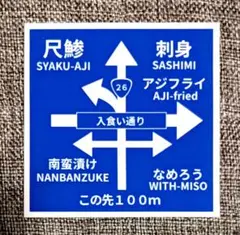 尺鯵
SYAKU-AJI
刺身
SASHIMI
26
アジフライ
AJI-fried
入食い通り
南蛮漬け
NANBANZUKE
なめろう
WITH-MISO
この先100m